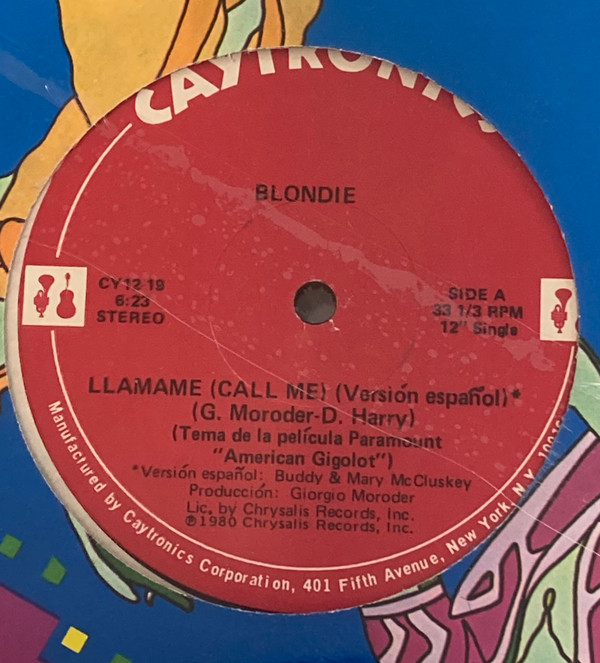 CAYTRONICS
BLONDIE
CY12 19
6:23
STEREO
SIDE A
33 1/3 RPM
12" Single
LLAMAME (CALL ME) (Versión español)*
(G. Moroder-D. Harry)
(Tema de la película Paramount
"American Gigolot")
*Versión español: Buddy & Mary McCluskey
Producción: Giorgio Moroder
Lic. by Chrysalis Records, Inc.
℗1980 Chrysalis Records, Inc.
Manufactured by Caytronics Corporation, 401 Fifth Avenue, New York, N.Y.